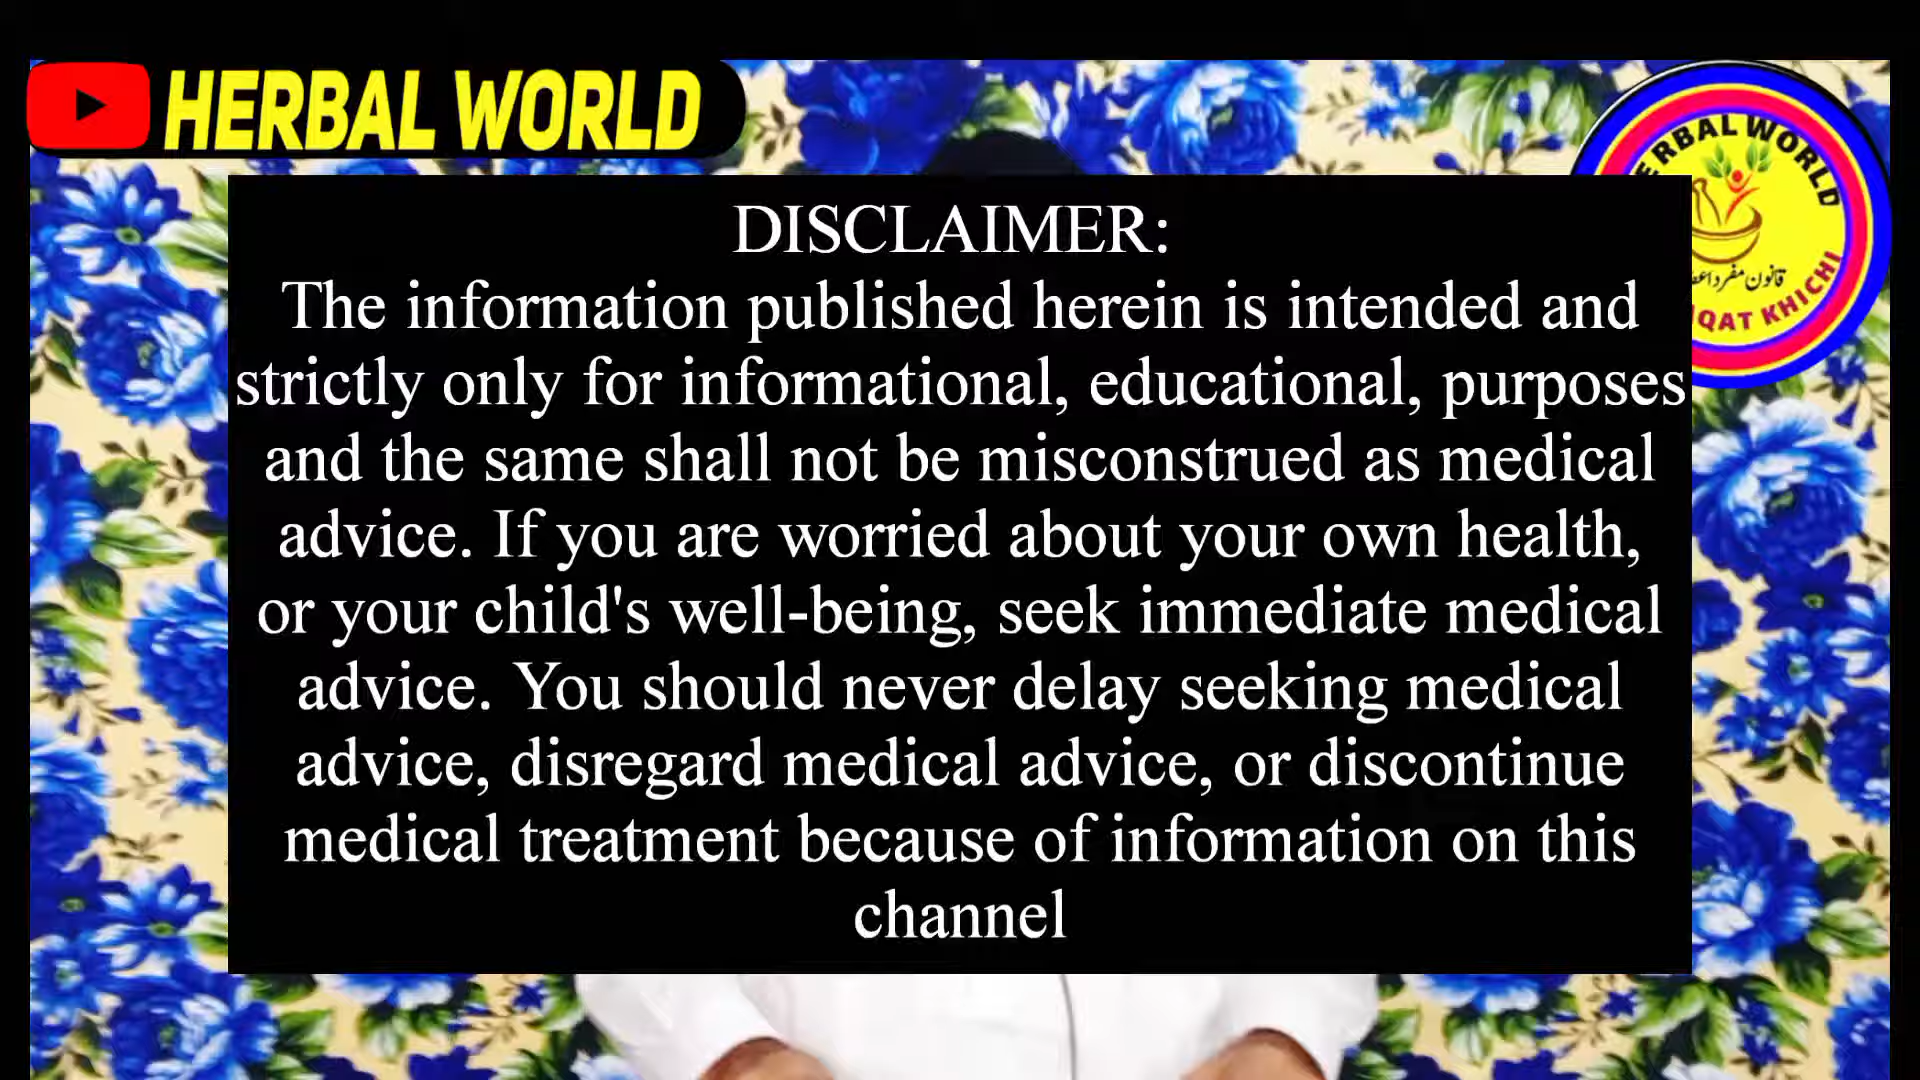 HERBAL WORLD
ERBAL WORLD
قانون مفرد اعض
IQAT KHICHI
DISCLAIMER:
The information published herein is intended and
strictly only for informational, educational, purposes
and the same shall not be misconstrued as medical
advice. If you are worried about your own health,
or your child's well-being, seek immediate medical
advice. You should never delay seeking medical
advice, disregard medical advice, or discontinue
medical treatment because of information on this
channel